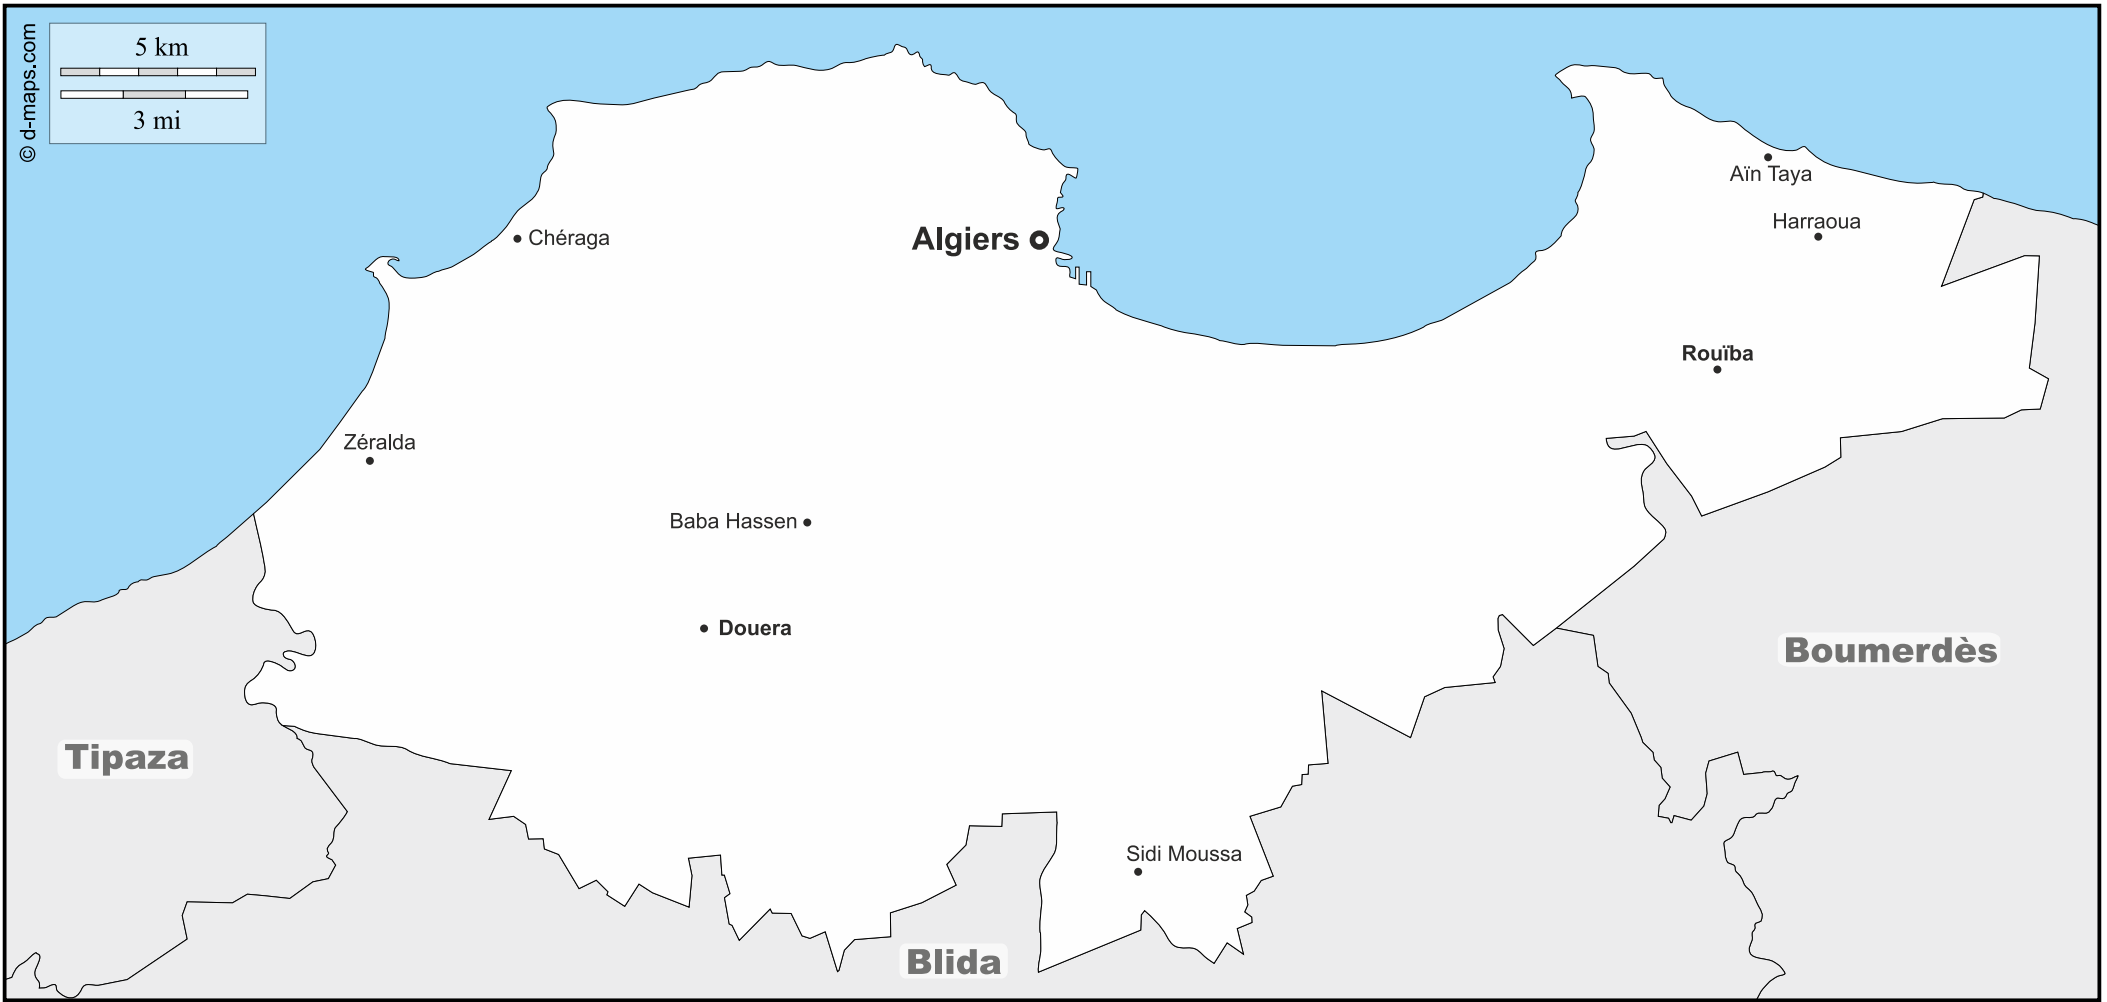 © d-maps.com
5 km
3 mi
Aïn Taya
Harraoua
Chéraga
Algiers
Rouïba
Zéralda
Baba Hassen
Douera
Boumerdès
Tipaza
Sidi Moussa
Blida